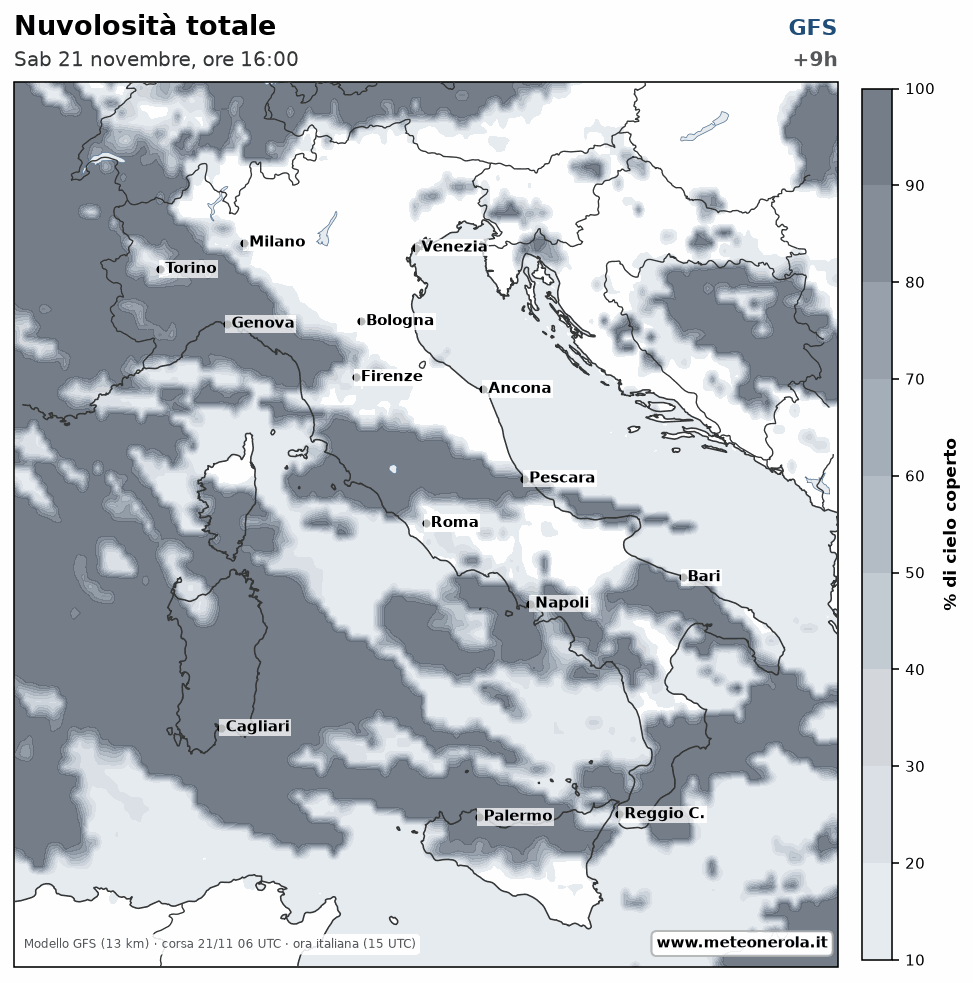 Nuvolosità totale
GFS
Sab 21 novembre, ore 16:00
+9h
100
90
80
70
60
50
40
30
20
10
% di cielo coperto
Milano
Venezia
Torino
Genova
Bologna
Firenze
Ancona
Pescara
Roma
Bari
Napoli
Cagliari
Palermo
Reggio C.
Modello GFS (13 km) · corsa 21/11 06 UTC · ora italiana (15 UTC)
www.meteonerola.it